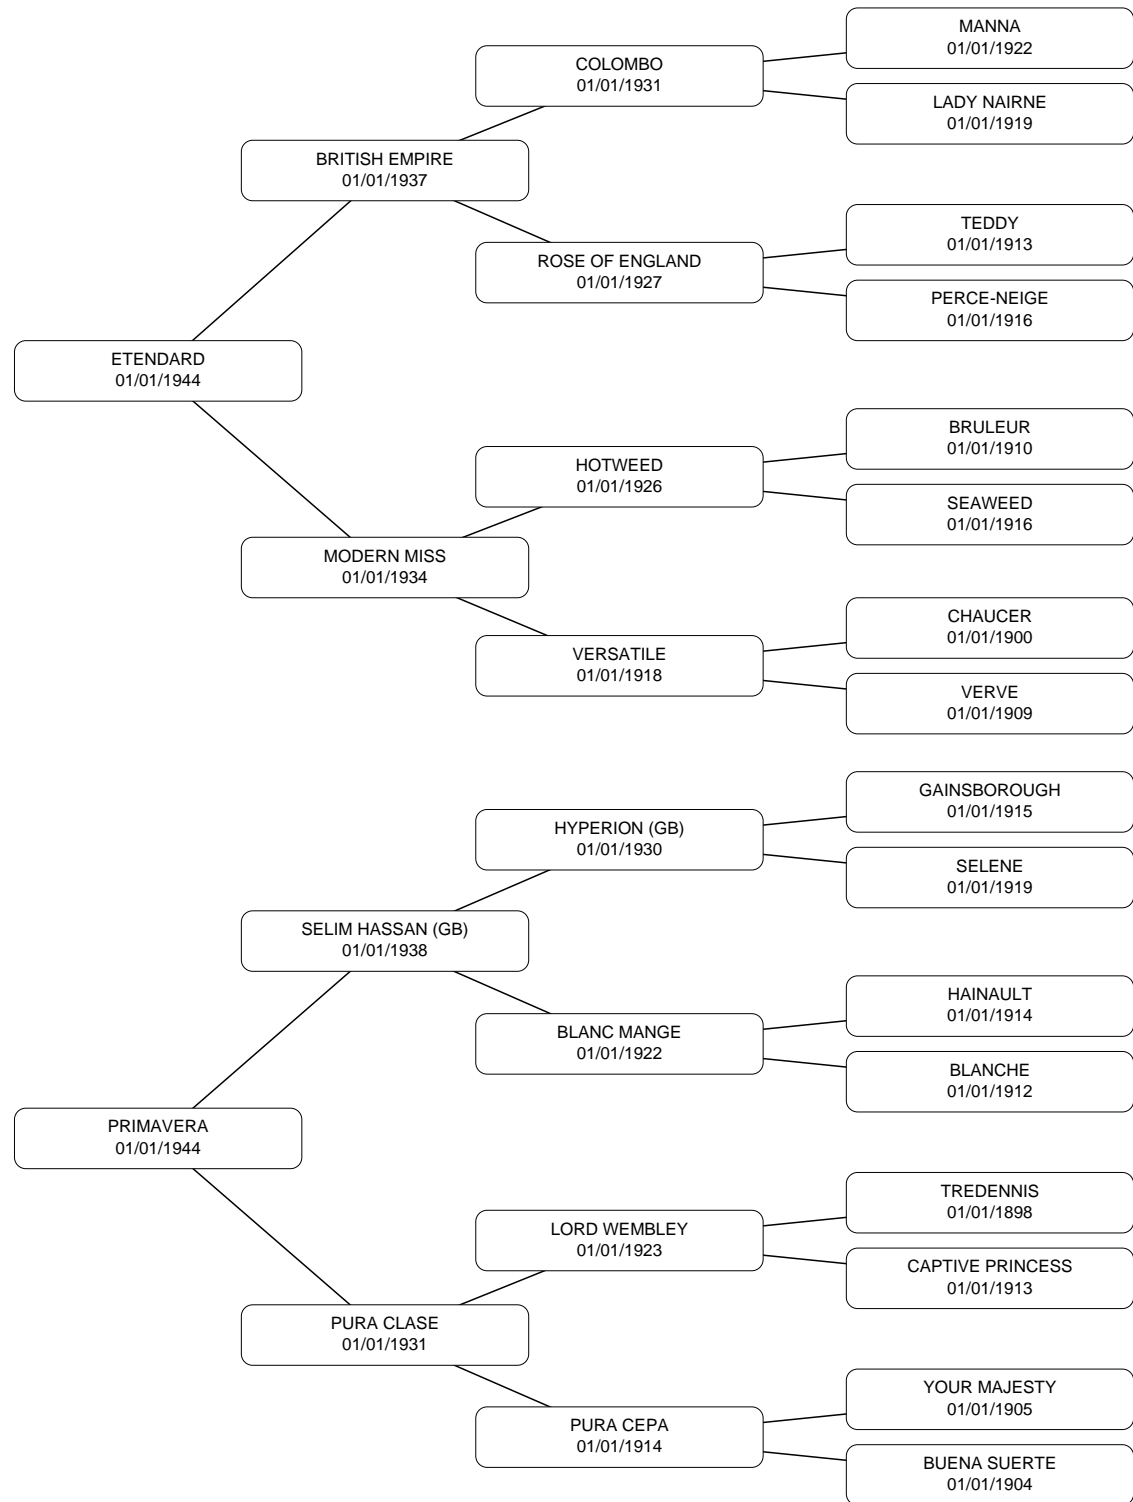 MANNA
01/01/1922
COLOMBO
01/01/1931
LADY NAIRNE
01/01/1919
BRITISH EMPIRE
01/01/1937
TEDDY
01/01/1913
ROSE OF ENGLAND
01/01/1927
PERCE-NEIGE
01/01/1916
ETENDARD
01/01/1944
BRULEUR
01/01/1910
HOTWEED
01/01/1926
SEAWEED
01/01/1916
MODERN MISS
01/01/1934
CHAUCER
01/01/1900
VERSATILE
01/01/1918
VERVE
01/01/1909
GAINSBOROUGH
01/01/1915
HYPERION (GB)
01/01/1930
SELENE
01/01/1919
SELIM HASSAN (GB)
01/01/1938
HAINAULT
01/01/1914
BLANC MANGE
01/01/1922
BLANCHE
01/01/1912
PRIMAVERA
01/01/1944
TREDENNIS
01/01/1898
LORD WEMBLEY
01/01/1923
CAPTIVE PRINCESS
01/01/1913
PURA CLASE
01/01/1931
YOUR MAJESTY
01/01/1905
PURA CEPA
01/01/1914
BUENA SUERTE
01/01/1904